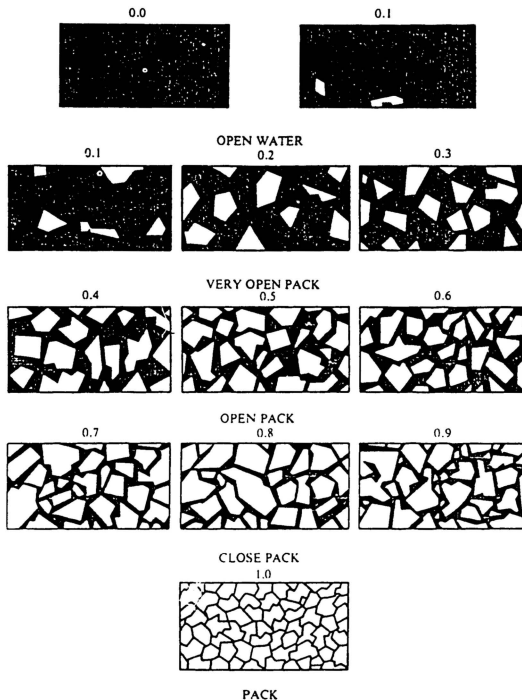 0.0 0.1
OPEN WATER
0.1 0.2 0.3
VERY OPEN PACK
0.4 0.5 0.6
OPEN PACK
0.7 0.8 0.9
CLOSE PACK
1.0
PACK